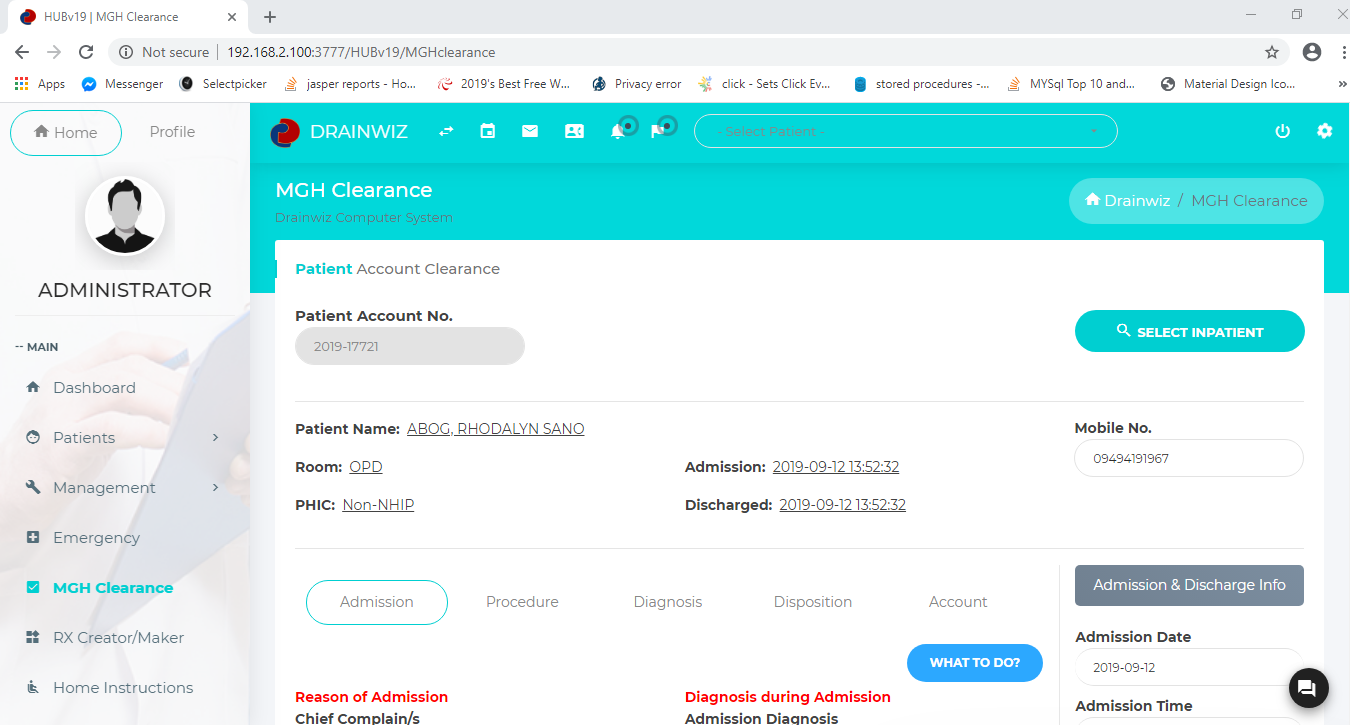 HUBv19 | MGH Clearance
Not secure | 192.168.2.100:3777/HUBv19/MGHclearance
Apps Messenger Selectpicker jasper reports - Ho... 2019's Best Free W... Privacy error click - Sets Click Ev... stored procedures -... MYSql Top 10 and... Material Design Ico... »
Home Profile
DRAINWIZ
- Select Patient -
MGH Clearance
Drainwiz Computer System
Drainwiz / MGH Clearance
ADMINISTRATOR
-- MAIN
Dashboard
Patients
Management
Emergency
MGH Clearance
RX Creator/Maker
Home Instructions
Patient Account Clearance
Patient Account No.
2019-17721
SELECT INPATIENT
Patient Name: ABOG, RHODALYN SANO
Room: OPD
Admission: 2019-09-12 13:52:32
PHIC: Non-NHIP
Discharged: 2019-09-12 13:52:32
Mobile No.
09494191967
Admission Procedure Diagnosis Disposition Account
WHAT TO DO?
Reason of Admission
Chief Complain/s
Diagnosis during Admission
Admission Diagnosis
Admission & Discharge Info
Admission Date
2019-09-12
Admission Time